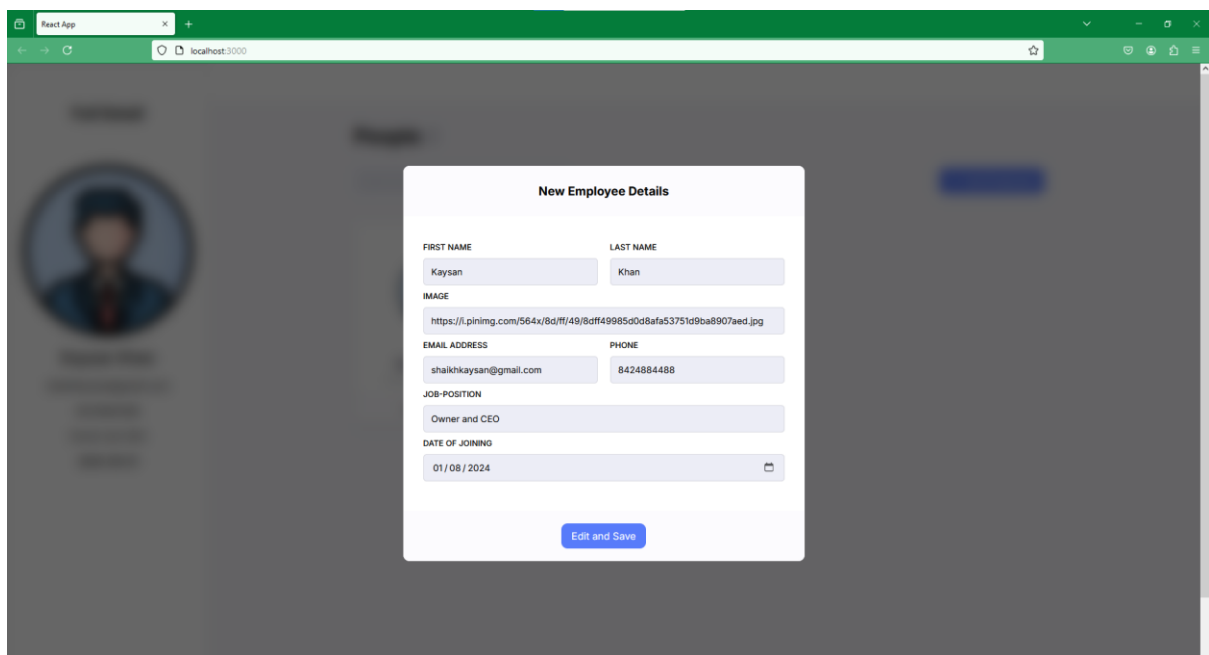 React App
localhost:3000
People
New Employee Details
FIRST NAME LAST NAME
Kaysan Khan
IMAGE
https://i.pinimg.com/564x/8d/ff/49/8dff49985d0d8afa53751d9ba8907aed.jpg
EMAIL ADDRESS PHONE
shaikhkaysan@gmail.com 8424884488
JOB-POSITION
Owner and CEO
DATE OF JOINING
01/08/2024
Edit and Save